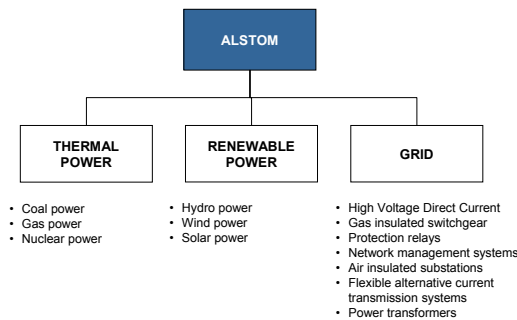 ALSTOM
THERMAL
POWER
RENEWABLE
POWER
GRID
• Coal power
• Gas power
• Nuclear power
• Hydro power
• Wind power
• Solar power
• High Voltage Direct Current
• Gas insulated switchgear
• Protection relays
• Network management systems
• Air insulated substations
• Flexible alternative current
transmission systems
• Power transformers